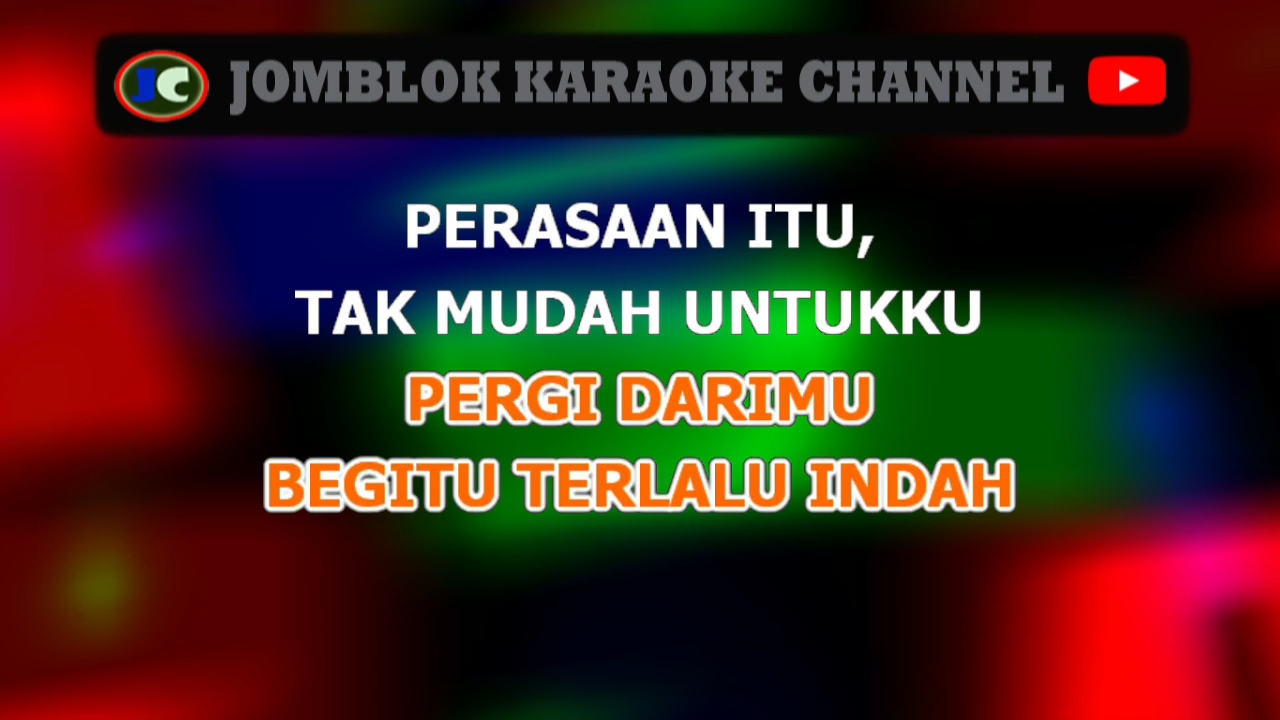 JC JOMBLOK KARAOKE CHANNEL
PERASAAN ITU,
TAK MUDAH UNTUKKU
PERGI DARIMU
BEGITU TERLALU INDAH